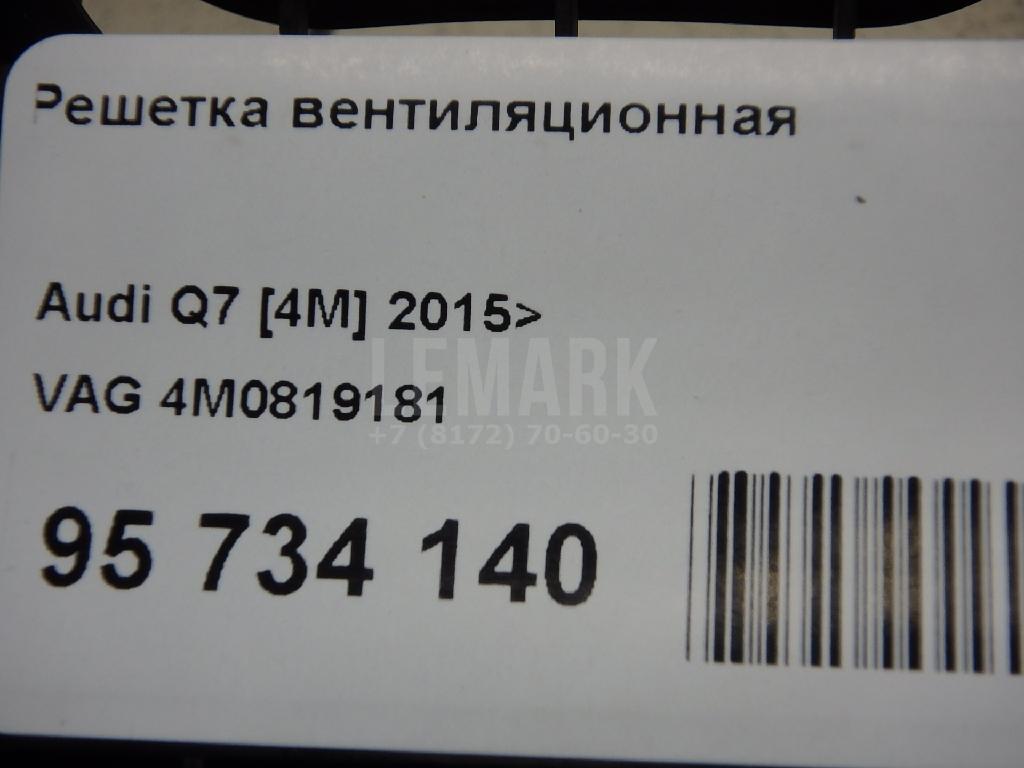 Решетка вентиляционная
Audi Q7 [4M] 2015>
VAG 4M0819181
LEMARK
+7 (8172) 70-60-30
95 734 140